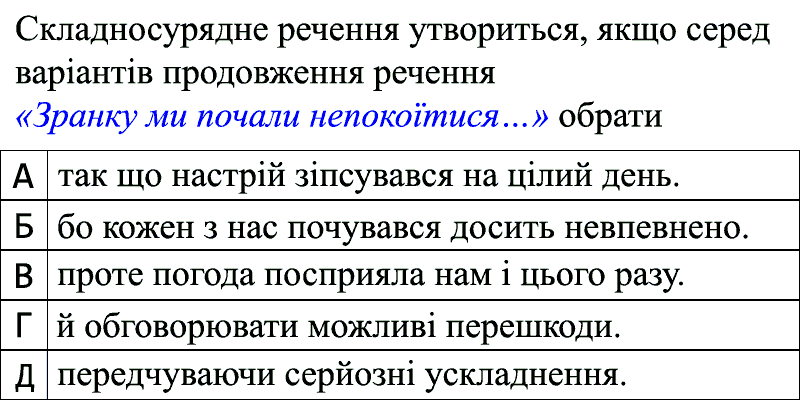 Складносурядне речення утвориться, якщо серед
варіантів продовження речення
«Зранку ми почали непокоїтися…» обрати
А так що настрій зіпсувався на цілий день.
Б бо кожен з нас почувався досить невпевнено.
В проте погода посприяла нам і цього разу.
Г й обговорювати можливі перешкоди.
Д передчуваючи серйозні ускладнення.